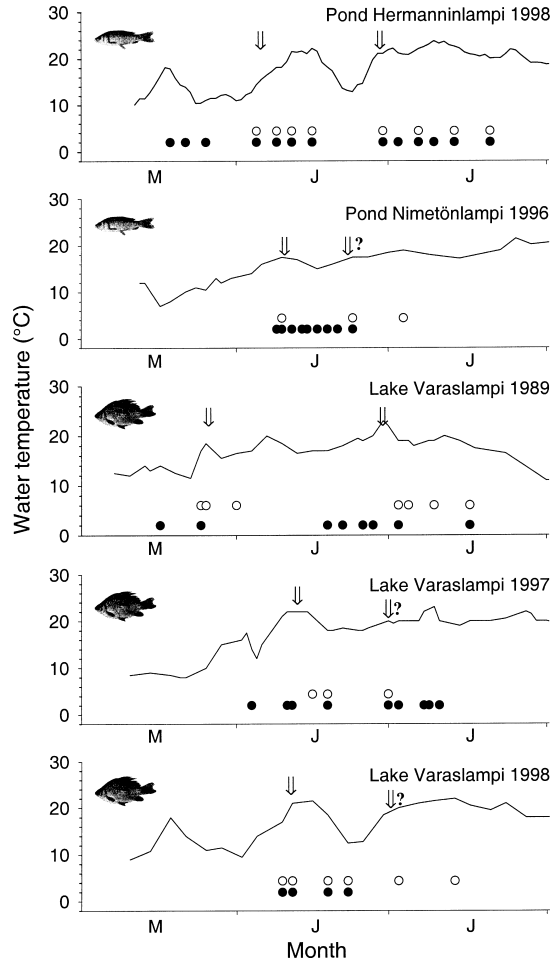 Pond Hermanninlampi 1998
30
20
10
0
M J J
Pond Nimetönlampi 1996
?
30
20
10
0
M J J
Water temperature (°C)
Lake Varaslampi 1989
30
20
10
0
M J J
Lake Varaslampi 1997
?
30
20
10
0
M J J
Lake Varaslampi 1998
?
30
20
10
0
M J J
Month